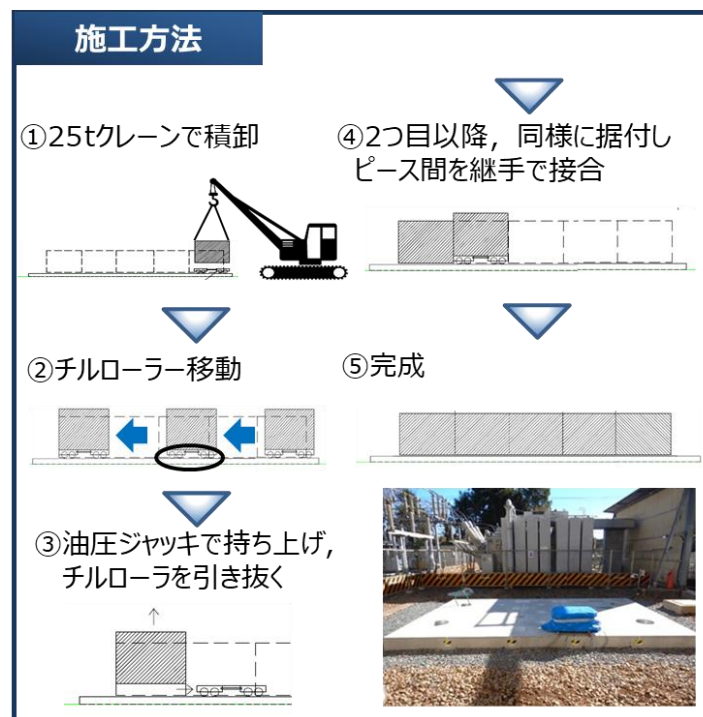 施工方法
①25tクレーンで積卸
②チルローラー移動
③油圧ジャッキで持ち上げ,
チルローラを引き抜く
④2つ目以降, 同様に据付し
ピース間を継手で接合
⑤完成